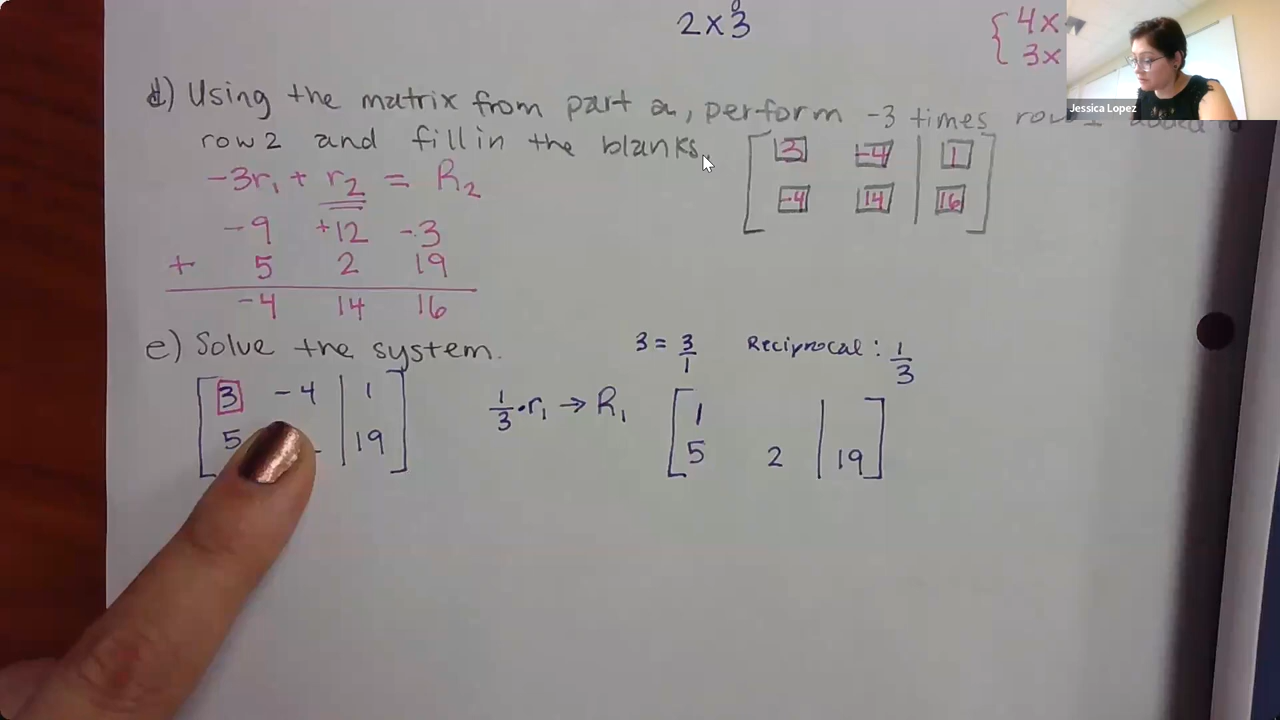 2 x 3
{ 4x
3x
Jessica Lopez
d) Using the matrix from part a, perform -3 times row
row 2 and fill in the blanks.
[ 3 -4 | 1 ]
[ -4 14 | 16 ]
-3r₁ + r₂ = R₂
-9 +12 -3
+ 5 2 19
-4 14 16
e) Solve the system.
3 = 3/1 Reciprocal: 1/3
[ 3 -4 | 1 ]
[ 5 | 19 ]
1/3 · r₁ → R₁
[ 1 | ]
[ 5 2 | 19 ]